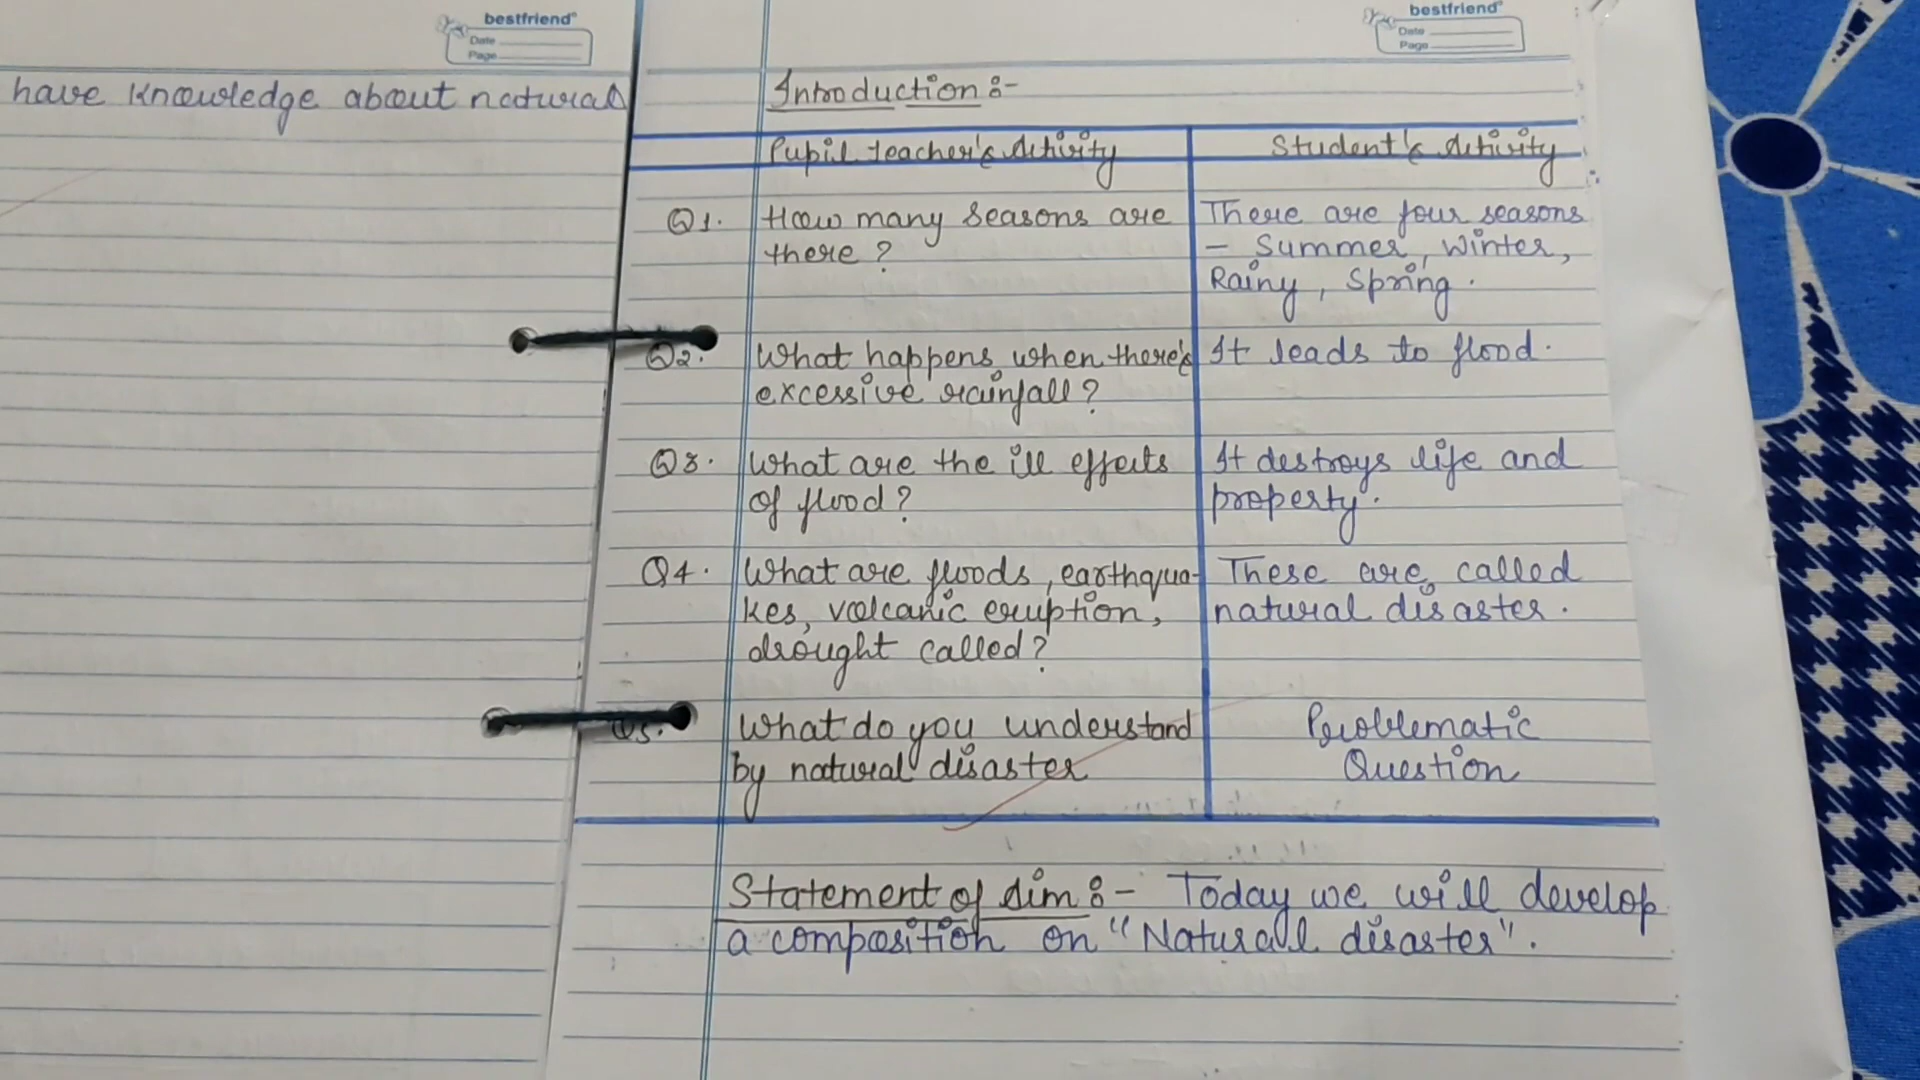 bestfriend
Date
Page
have knowledge about natural
bestfriend
Date
Page
Introduction :-
Pupil teacher's Activity
Student's Activity
Q1. How many seasons are
there ?
There are four seasons
- Summer, Winter,
Rainy, Spring.
Q2. What happens when there's
excessive rainfall ?
It leads to flood.
Q3. What are the ill effects
of flood ?
It destroys life and
property.
Q4. What are floods, earthqua-
kes, volcanic eruption,
drought called ?
These are called
natural disaster.
Q5. What do you understand
by natural disaster
Problematic
Question
Statement of Aim :- Today we will develop
a composition on "Naturall disaster".